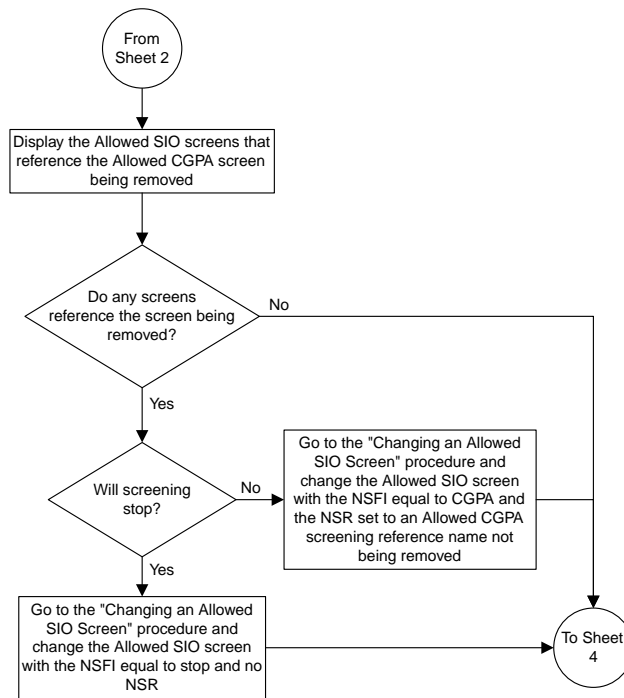 From
Sheet 2
Display the Allowed SIO screens that
reference the Allowed CGPA screen
being removed
Do any screens
reference the screen being
removed?
No
Yes
Will screening
stop?
No
Go to the "Changing an Allowed
SIO Screen" procedure and
change the Allowed SIO screen
with the NSFI equal to CGPA and
the NSR set to an Allowed CGPA
screening reference name not
being removed
Yes
Go to the "Changing an Allowed
SIO Screen" procedure and
change the Allowed SIO screen
with the NSFI equal to stop and no
NSR
To Sheet
4